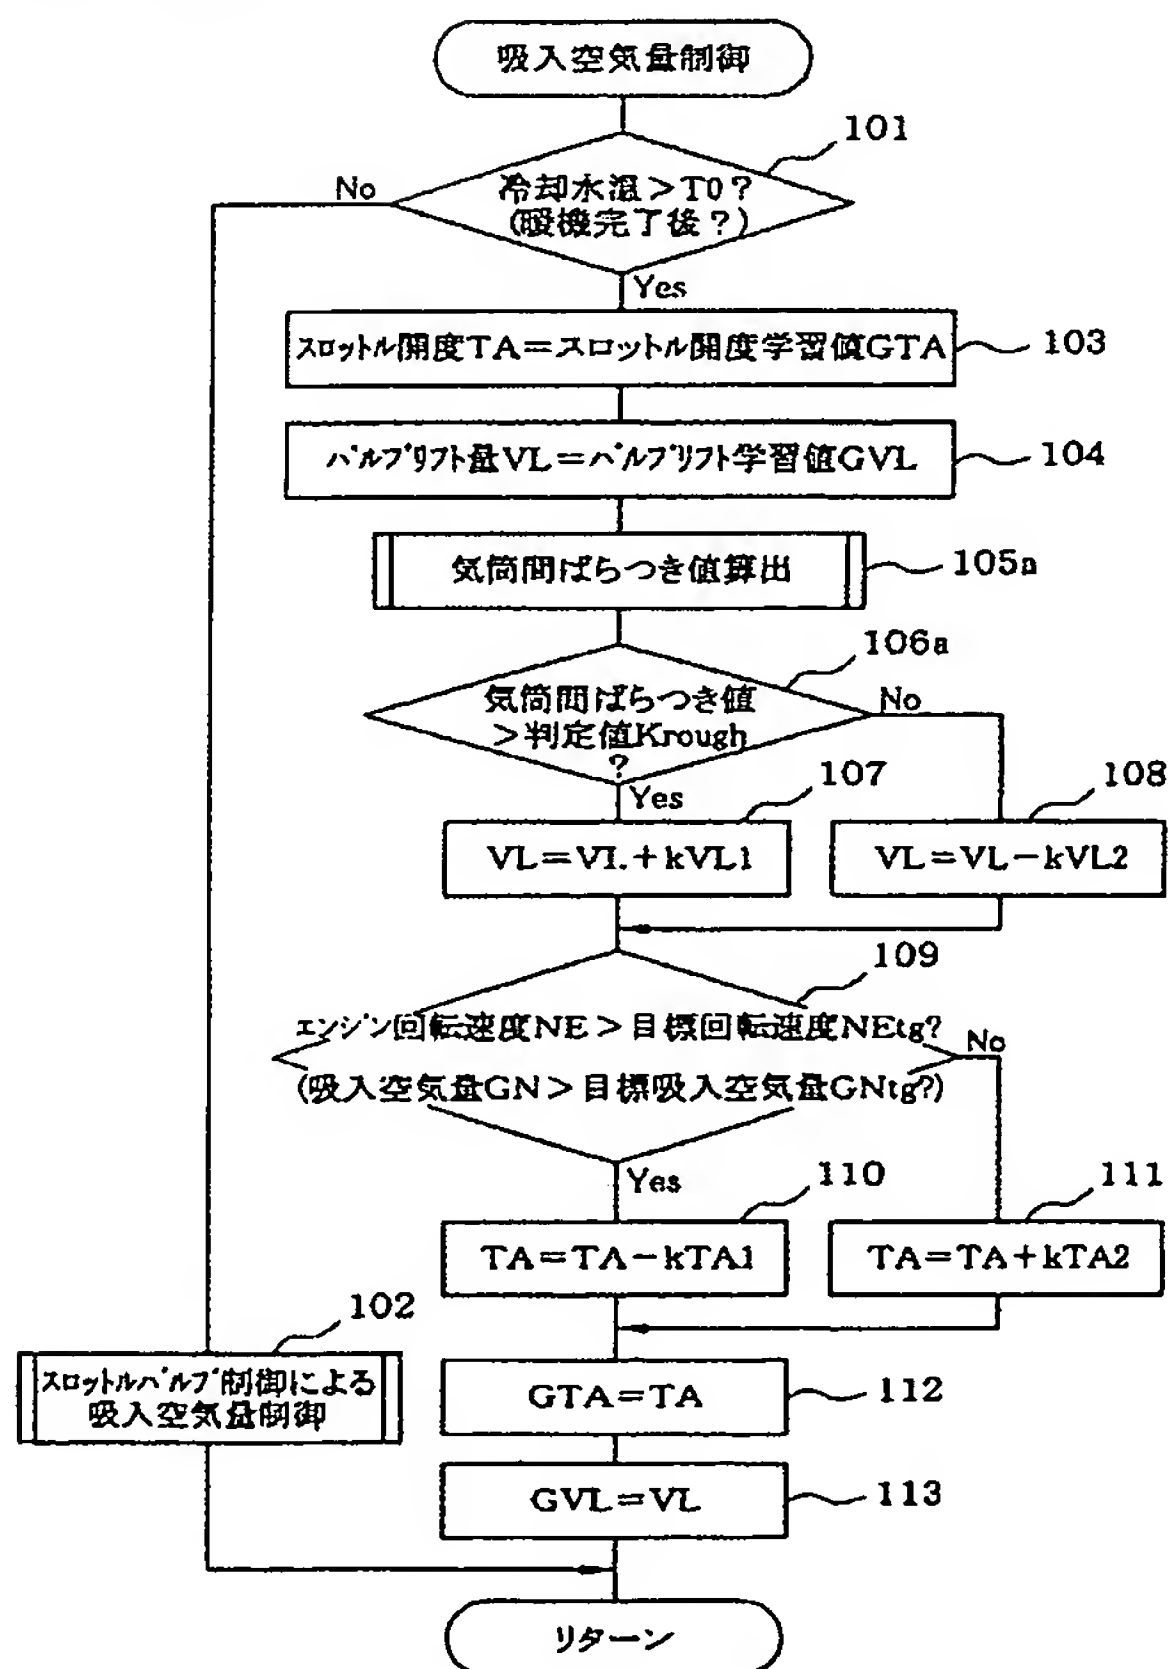 吸入空気量制御
101
冷却水温＞T0？
(暖機完了後？)
No
Yes
スロットル開度TA＝スロットル開度学習値GTA
103
バルブリフト量VL＝バルブリフト学習値GVL
104
気筒間ばらつき値算出
105a
106a
気筒間ばらつき値
＞判定値Krough
？
No
Yes
107
108
VL＝VL＋kVL1
VL＝VL－kVL2
109
エンジン回転速度NE＞目標回転速度NEtg?
(吸入空気量GN＞目標吸入空気量GNtg?)
No
Yes
110
111
TA＝TA－kTA1
TA＝TA＋kTA2
102
スロットルバルブ制御による
吸入空気量制御
GTA＝TA
112
GVL＝VL
113
リターン